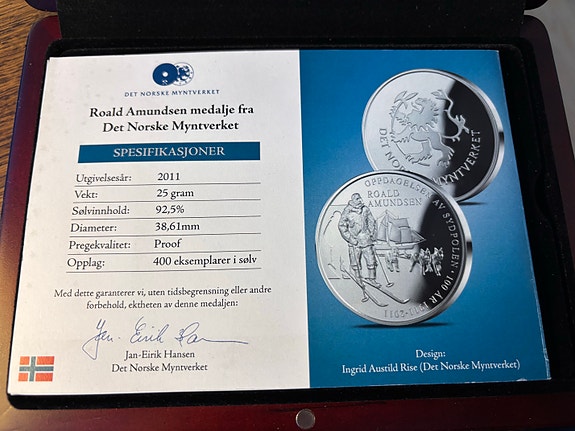 DET NORSKE MYNTVERKET
Roald Amundsen medalje fra
Det Norske Myntverket
SPESIFIKASJONER
Utgivelsesår: 2011
Vekt: 25 gram
Sølvinnhold: 92,5%
Diameter: 38,61mm
Pregekvalitet: Proof
Opplag: 400 eksemplarer i sølv
Med dette garanterer vi, uten tidsbegrensning eller andre
forbehold, ektheten av denne medaljen:
Jan-Eirik Hansen
Det Norske Myntverket
DET NORSKE MYNTVERKET
OPPDAGELSEN AV SYDPOLEN · 100 ÅR 1911-2011
ROALD
AMUNDSEN
Design:
Ingrid Austlid Rise (Det Norske Myntverket)